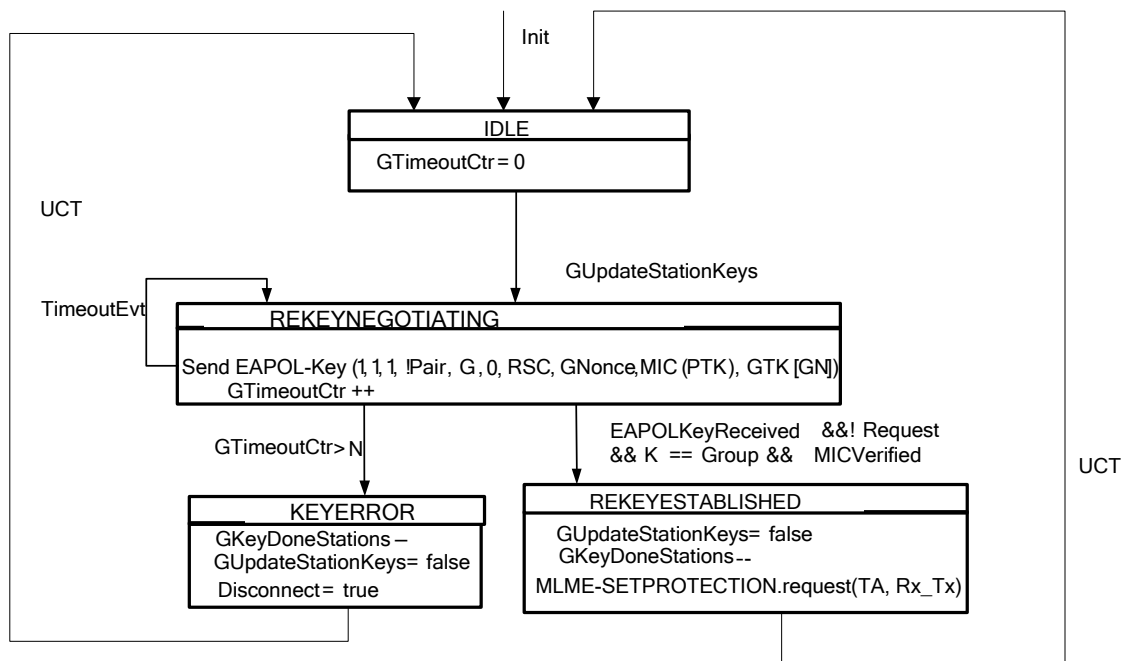 Init
IDLE
GTimeoutCtr = 0
UCT
GUpdateStationKeys
TimeoutEvt
REKEYNEGOTIATING
Send EAPOL-Key (1, 1, 1, !Pair, G, 0, RSC, GNonce, MIC (PTK), GTK [GN])
GTimeoutCtr ++
GTimeoutCtr > N
EAPOLKeyReceived && ! Request
&& K == Group && MICVerified
UCT
KEYERROR
GKeyDoneStations –
GUpdateStationKeys = false
Disconnect = true
REKEYESTABLISHED
GUpdateStationKeys = false
GKeyDoneStations --
MLME-SETPROTECTION.request(TA, Rx_Tx)